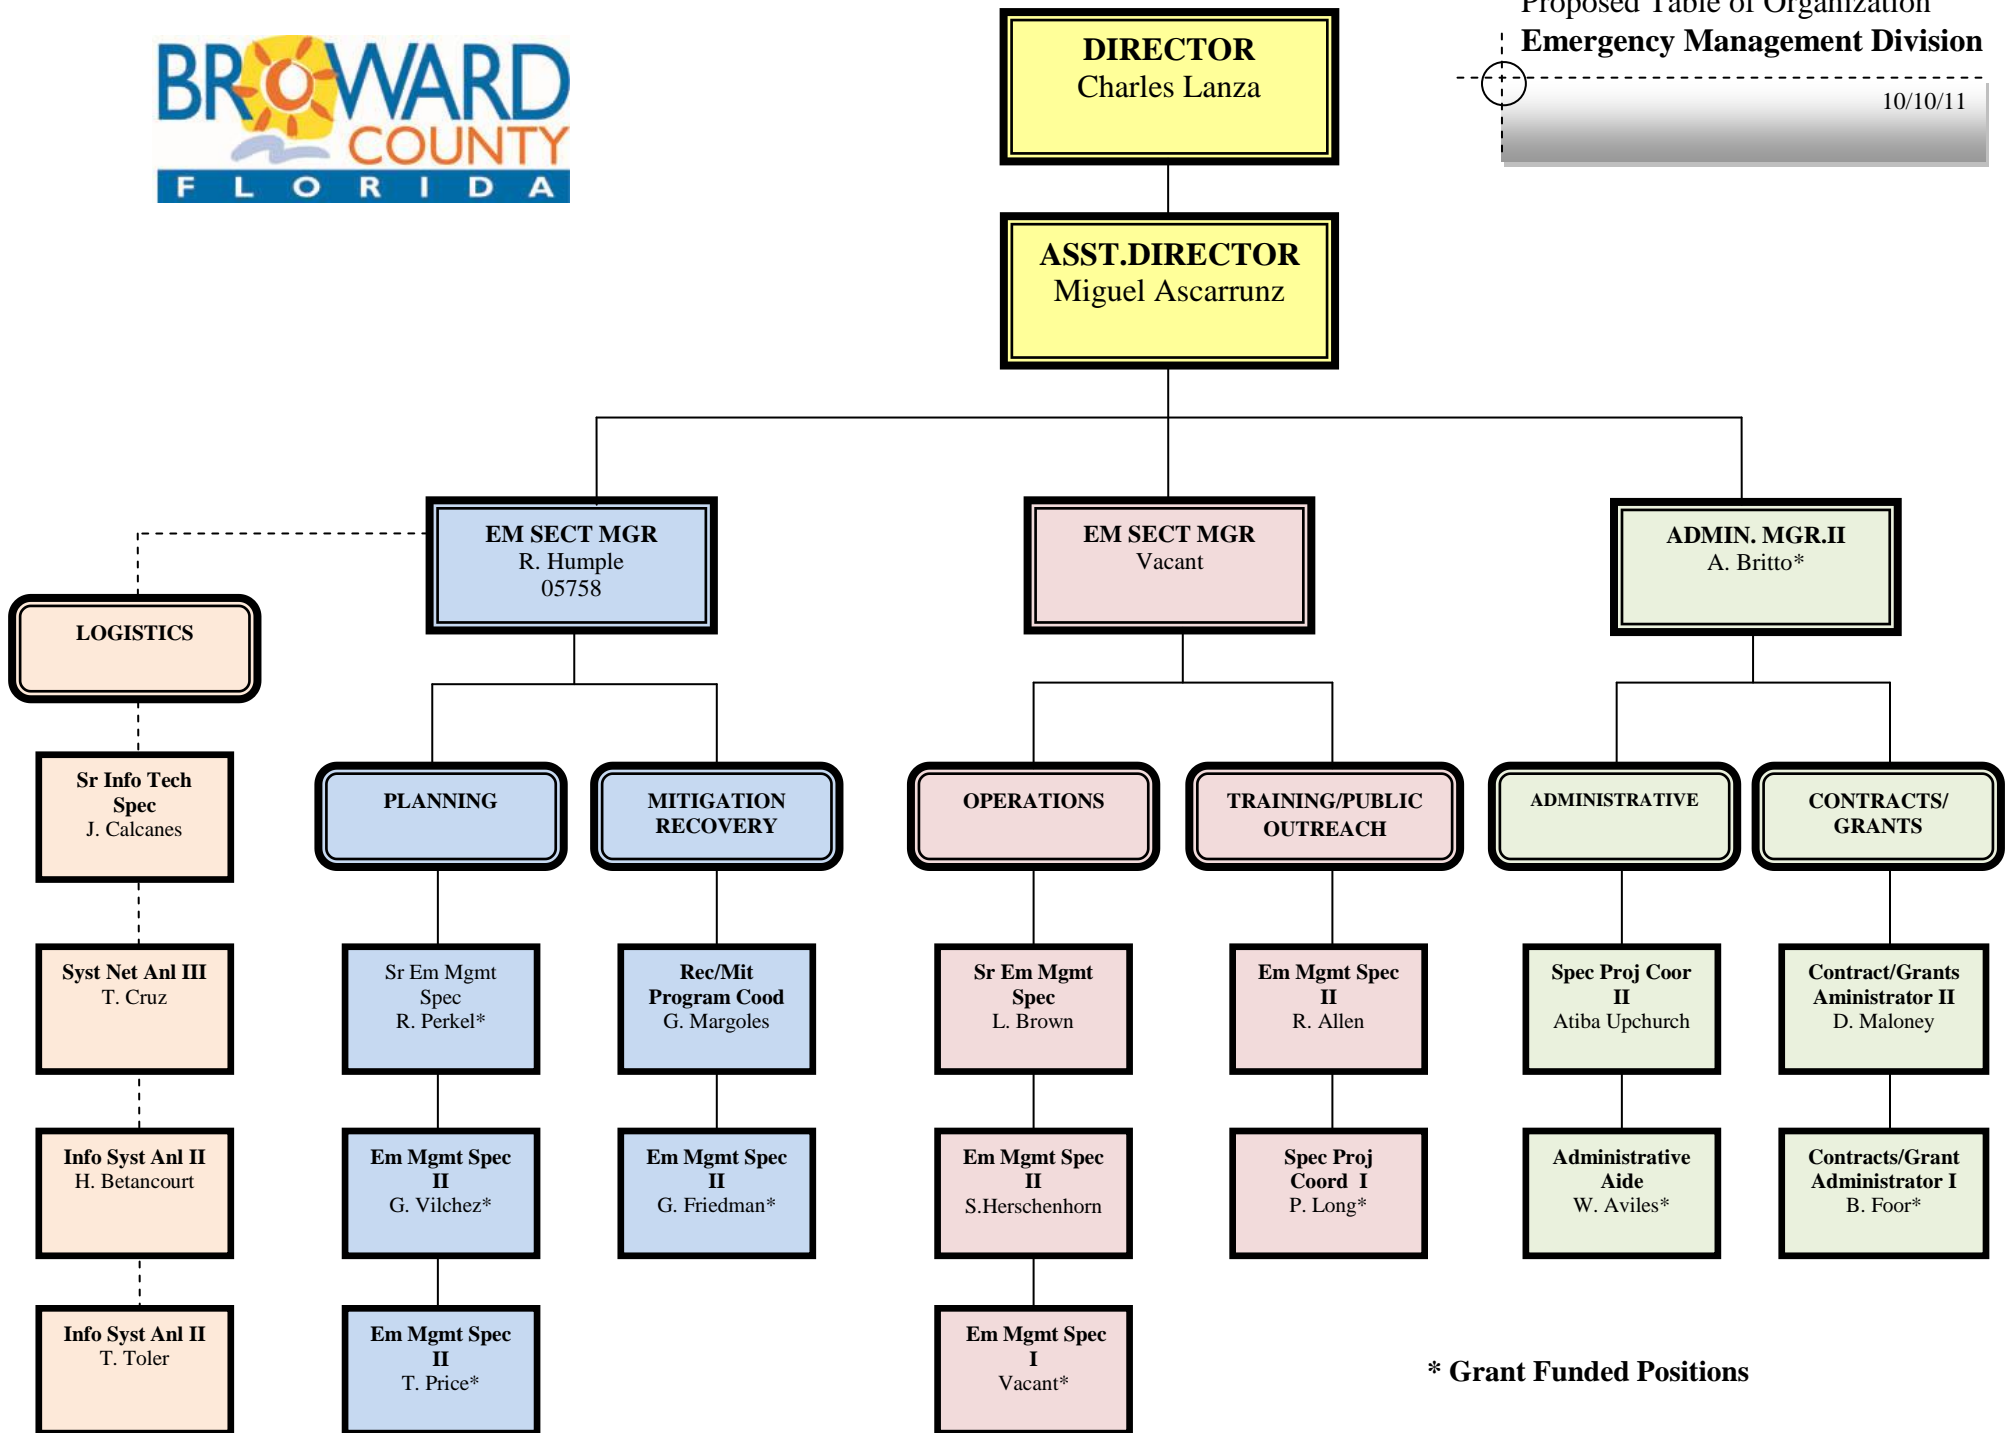 BROWARD
COUNTY
FLORIDA
Proposed Table of Organization
Emergency Management Division
10/10/11
DIRECTOR
Charles Lanza
ASST.DIRECTOR
Miguel Ascarrunz
EM SECT MGR
R. Humple
05758
EM SECT MGR
Vacant
ADMIN. MGR.II
A. Britto*
LOGISTICS
Sr Info Tech
Spec
J. Calcanes
Syst Net Anl III
T. Cruz
Info Syst Anl II
H. Betancourt
Info Syst Anl II
T. Toler
PLANNING
Sr Em Mgmt
Spec
R. Perkel*
Em Mgmt Spec
II
G. Vilchez*
Em Mgmt Spec
II
T. Price*
MITIGATION
RECOVERY
Rec/Mit
Program Cood
G. Margoles
Em Mgmt Spec
II
G. Friedman*
OPERATIONS
Sr Em Mgmt
Spec
L. Brown
Em Mgmt Spec
II
S.Herschenhorn
Em Mgmt Spec
I
Vacant*
TRAINING/PUBLIC
OUTREACH
Em Mgmt Spec
II
R. Allen
Spec Proj
Coord I
P. Long*
ADMINISTRATIVE
Spec Proj Coor
II
Atiba Upchurch
Administrative
Aide
W. Aviles*
CONTRACTS/
GRANTS
Contract/Grants
Aministrator II
D. Maloney
Contracts/Grant
Administrator I
B. Foor*
* Grant Funded Positions